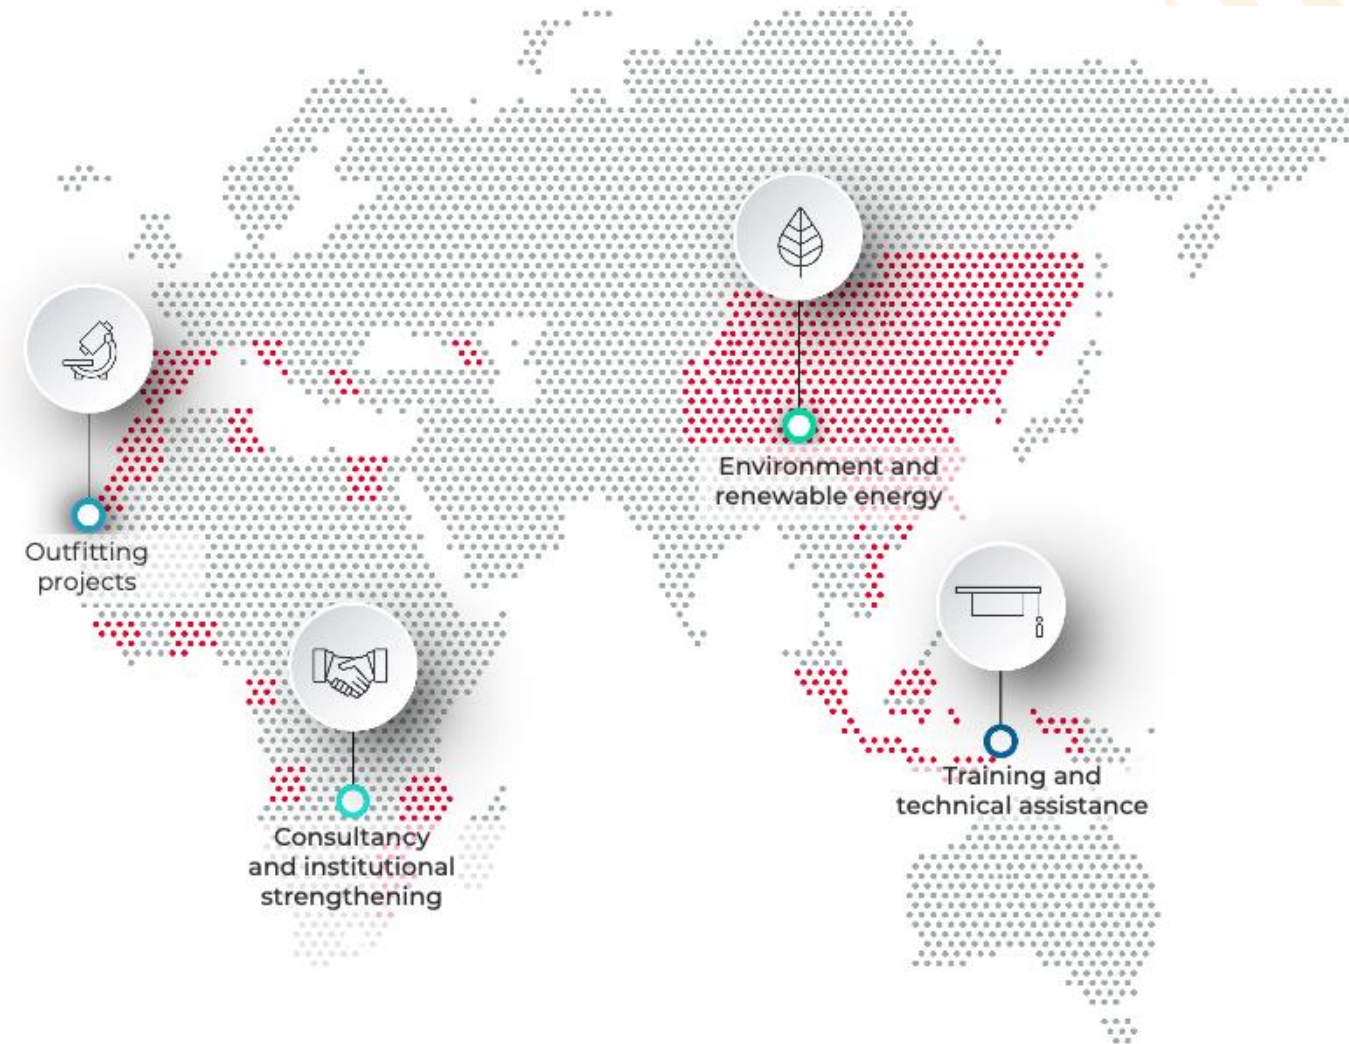 Environment and
renewable energy
Outfitting
projects
Training and
technical assistance
Consultancy
and institutional
strengthening